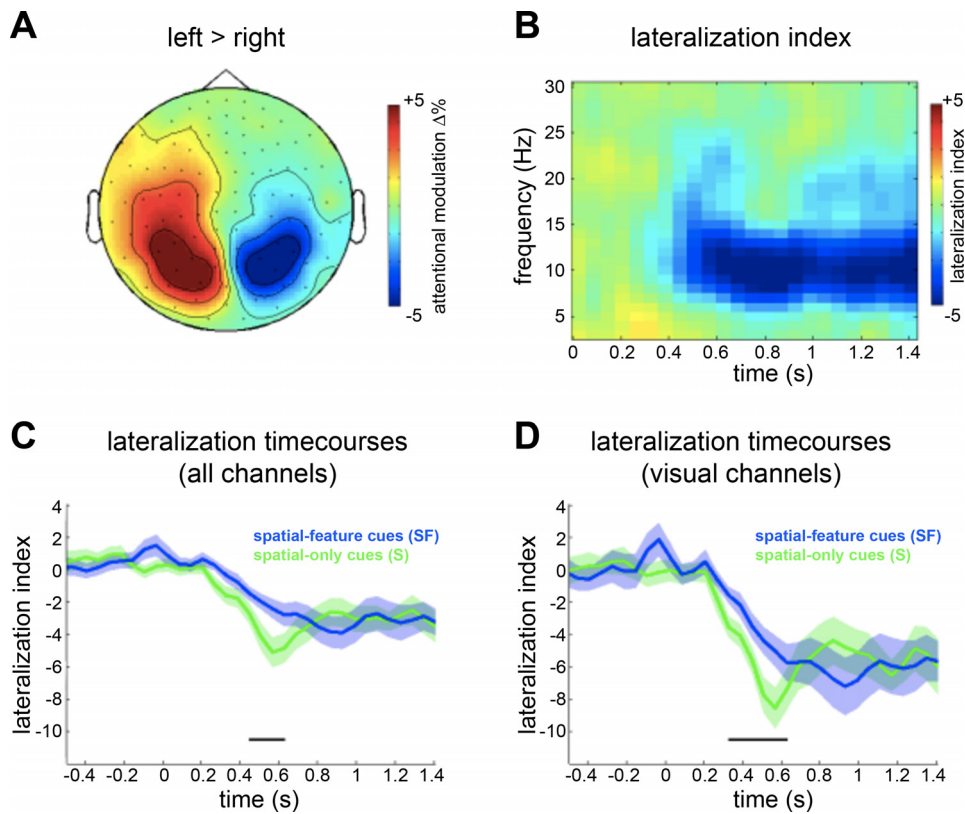 A
left > right
+5
-5
attentional modulation Δ%
B
lateralization index
30
25
20
15
10
5
frequency (Hz)
0
0.2
0.4
0.6
0.8
1
1.2
1.4
time (s)
+5
-5
lateralization index
C
lateralization timecourses
(all channels)
4
2
0
-2
-4
-6
-8
-10
lateralization index
spatial-feature cues (SF)
spatial-only cues (S)
-0.4
-0.2
0
0.2
0.4
0.6
0.8
1
1.2
1.4
time (s)
D
lateralization timecourses
(visual channels)
4
2
0
-2
-4
-6
-8
-10
lateralization index
spatial-feature cues (SF)
spatial-only cues (S)
-0.4
-0.2
0
0.2
0.4
0.6
0.8
1
1.2
1.4
time (s)